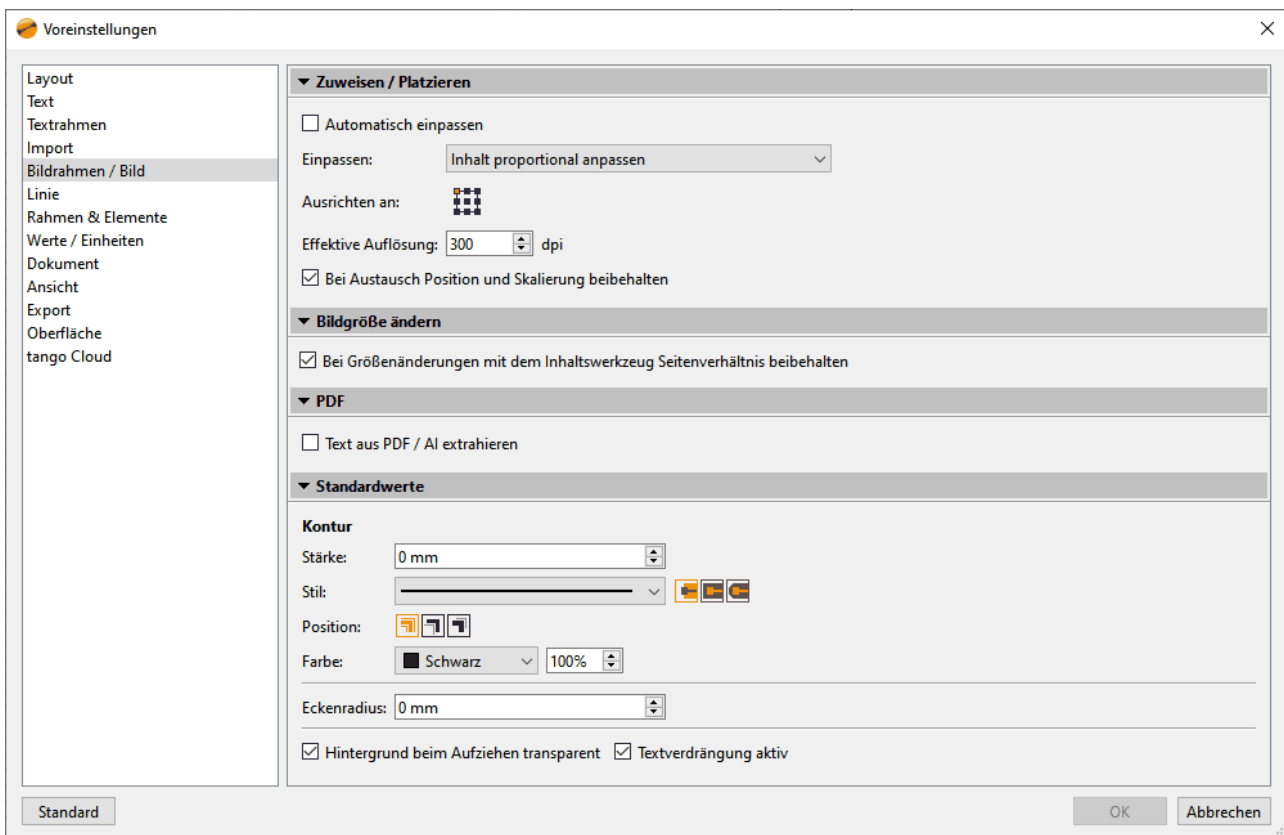 Voreinstellungen
Layout
Text
Textrahmen
Import
Bildrahmen / Bild
Linie
Rahmen & Elemente
Werte / Einheiten
Dokument
Ansicht
Export
Oberfläche
tango Cloud
Zuweisen / Platzieren
Automatisch einpassen
Einpassen: Inhalt proportional anpassen
Ausrichten an:
Effektive Auflösung: 300 dpi
Bei Austausch Position und Skalierung beibehalten
Bildgröße ändern
Bei Größenänderungen mit dem Inhaltswerkzeug Seitenverhältnis beibehalten
PDF
Text aus PDF / AI extrahieren
Standardwerte
Kontur
Stärke: 0 mm
Stil:
Position:
Farbe: Schwarz 100%
Eckenradius: 0 mm
Hintergrund beim Aufziehen transparent Textverdrängung aktiv
Standard OK Abbrechen